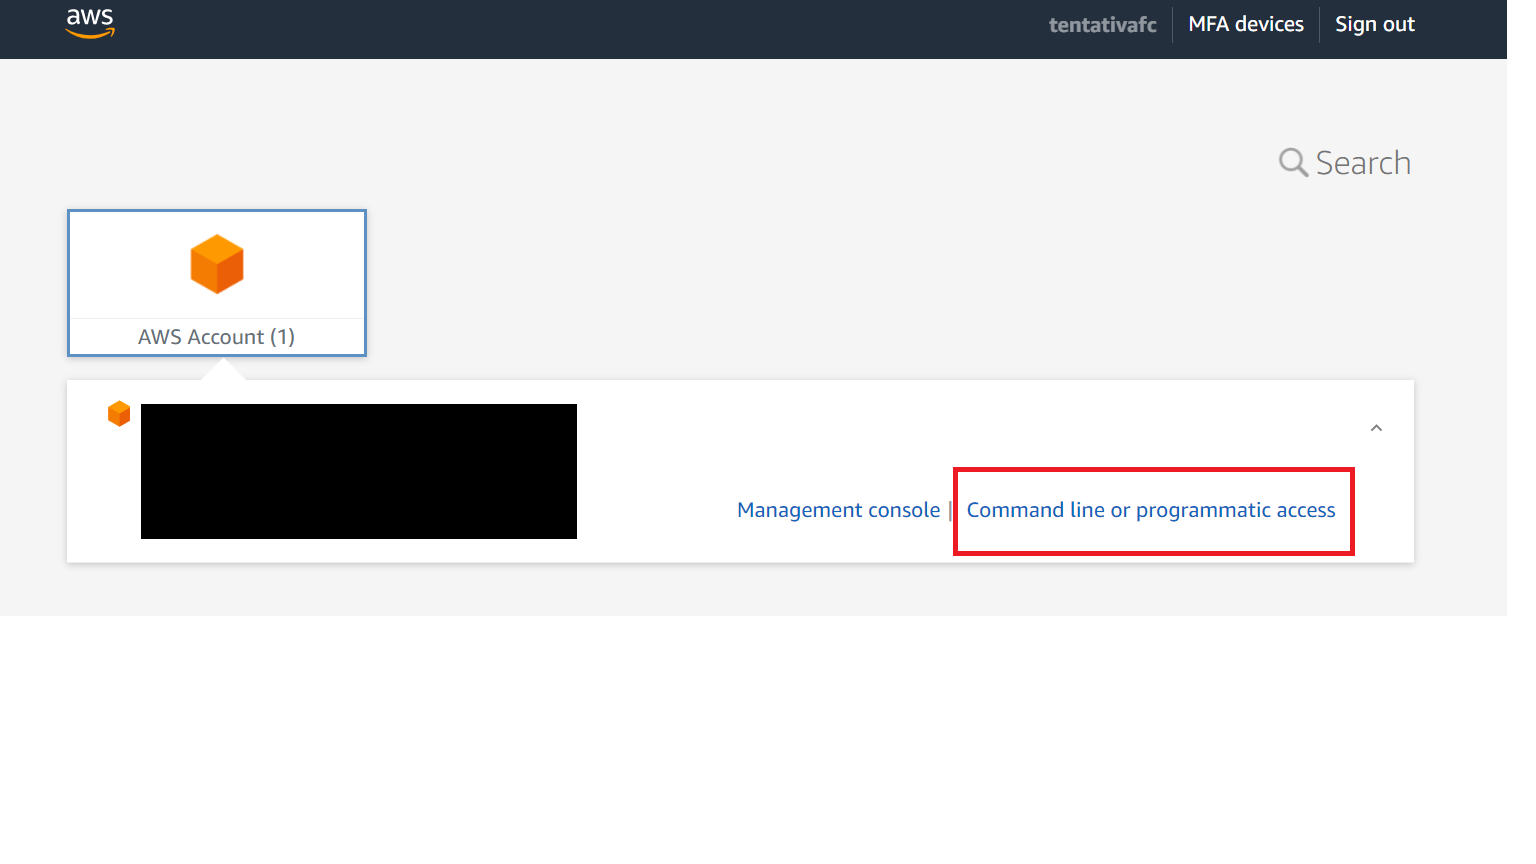 aws
tentativafc MFA devices Sign out
Search
AWS Account (1)
Management console | Command line or programmatic access